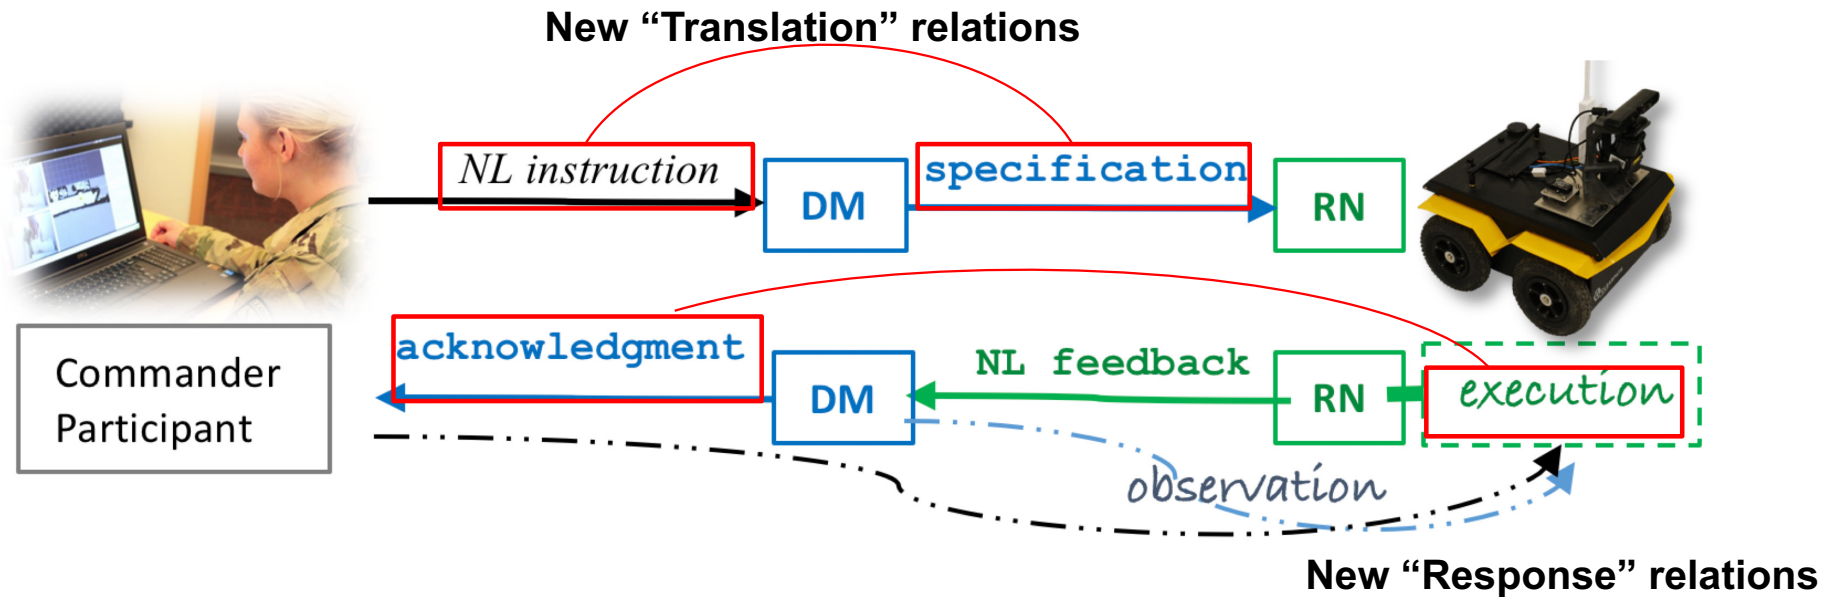 New “Translation” relations
NL instruction
DM
specification
RN
Commander
Participant
acknowledgment
DM
NL feedback
RN
execution
observation
New “Response” relations